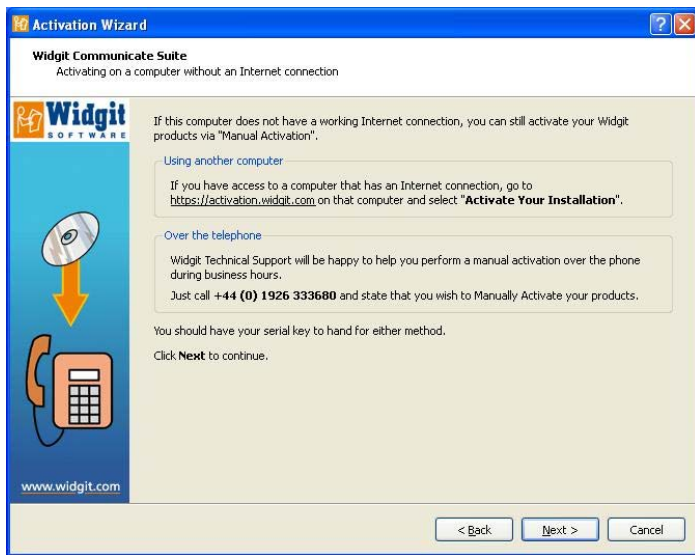 Activation Wizard
Widgit Communicate Suite
Activating on a computer without an Internet connection
Widgit
SOFTWARE
If this computer does not have a working Internet connection, you can still activate your Widgit
products via "Manual Activation".
Using another computer
If you have access to a computer that has an Internet connection, go to
https://activation.widgit.com on that computer and select "Activate Your Installation".
Over the telephone
Widgit Technical Support will be happy to help you perform a manual activation over the phone
during business hours.
Just call +44 (0) 1926 333680 and state that you wish to Manually Activate your products.
You should have your serial key to hand for either method.
Click Next to continue.
www.widgit.com
< Back
Next >
Cancel